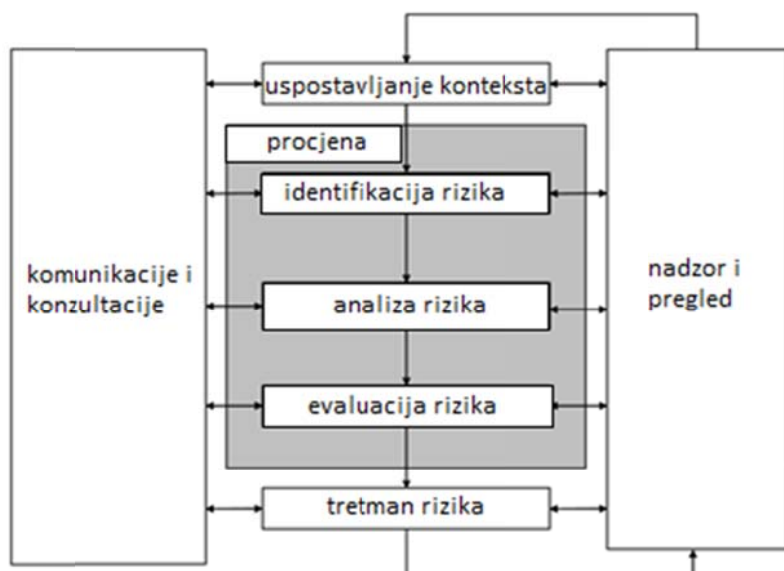 uspostavljanje konteksta
procjena
identifikacija rizika
komunikacije i
konzultacije
analiza rizika
nadzor i
pregled
evaluacija rizika
tretman rizika